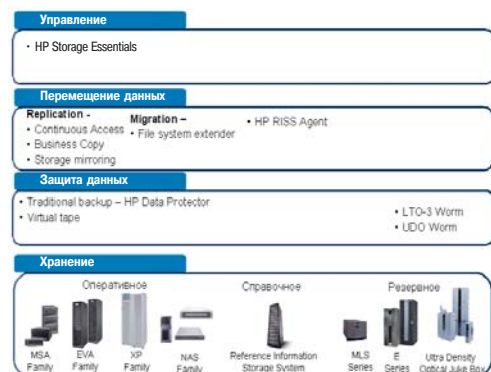 Управление
• HP Storage Essentials
Перемещение данных
Replication -
• Continuous Access
• Business Copy
• Storage mirroring
Migration –
• File system extender
• HP RISS Agent
Защита данных
• Traditional backup – HP Data Protector
• Virtual tape
• LTO-3 Worm
• UDO Worm
Хранение
Оперативное
Справочное
Резервное
MSA
Family
EVA
Family
XP
Family
NAS
Family
Reference Information
Storage System
MLS
Series
E
Series
Ultra Density
Optical Juke Box